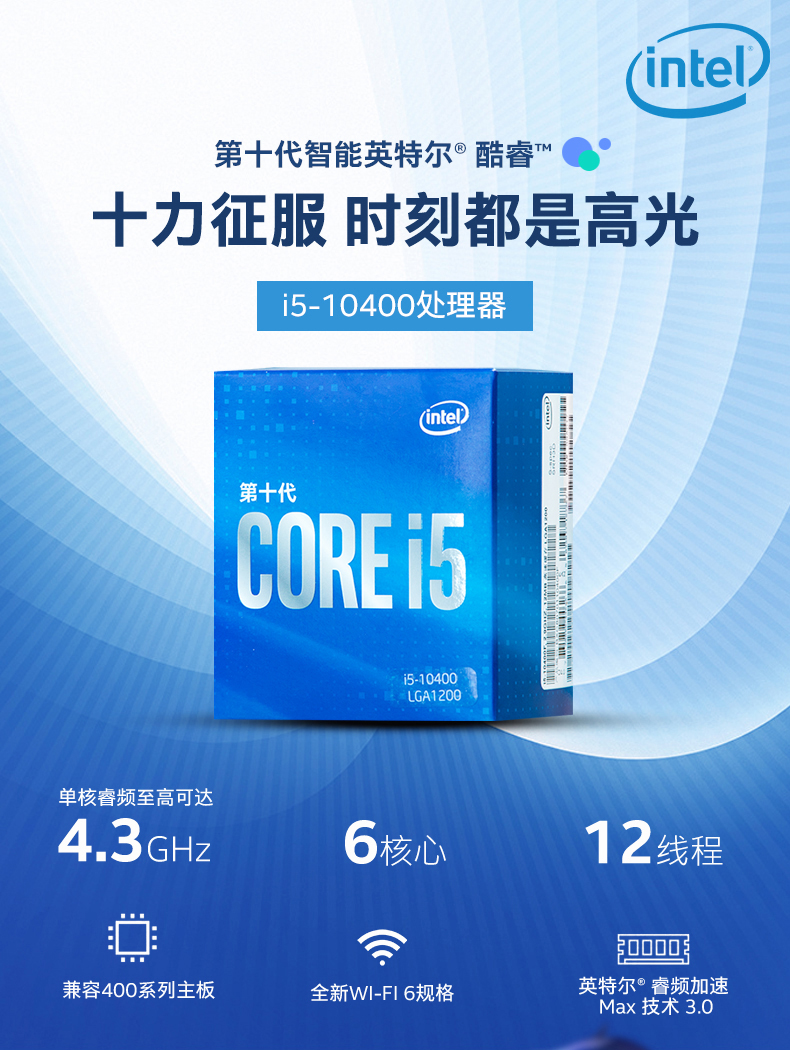 intel
第十代智能英特尔® 酷睿™
十力征服 时刻都是高光
i5-10400处理器
intel
第十代
CORE i5
i5-10400
LGA1200
intel
单核睿频至高可达
4.3GHz
6核心
12线程
兼容400系列主板
全新WI-FI 6规格
英特尔® 睿频加速
Max 技术 3.0